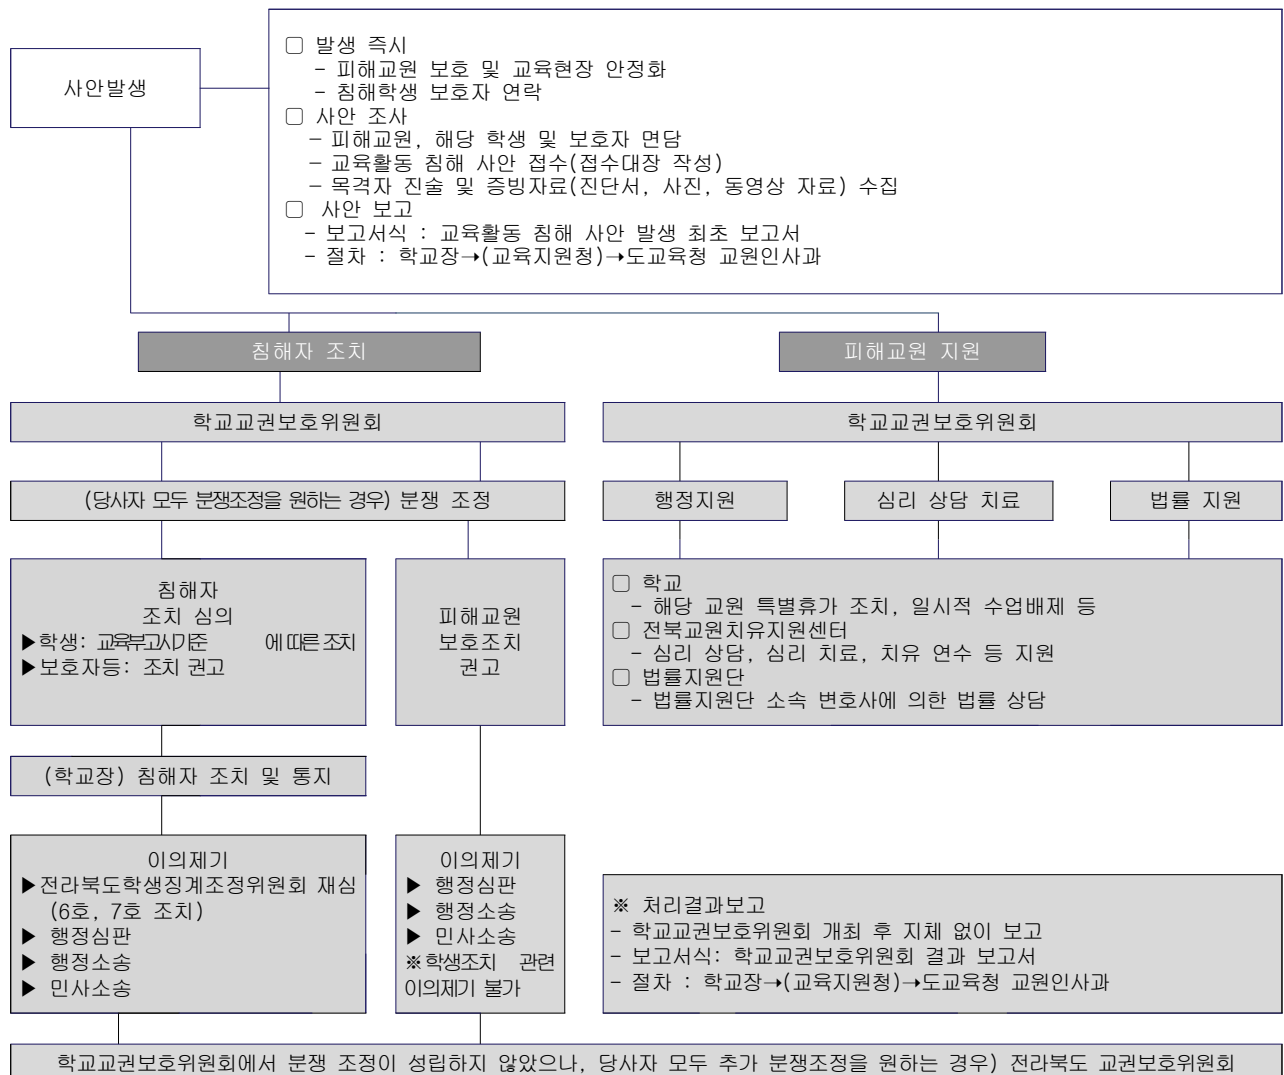 사안발생
□ 발생 즉시
- 피해교원 보호 및 교육현장 안정화
- 침해학생 보호자 연락
□ 사안 조사
- 피해교원, 해당 학생 및 보호자 면담
- 교육활동 침해 사안 접수(접수대장 작성)
- 목격자 진술 및 증빙자료(진단서, 사진, 동영상 자료) 수집
□ 사안 보고
- 보고서식 : 교육활동 침해 사안 발생 최초 보고서
- 절차 : 학교장→(교육지원청)→도교육청 교원인사과
침해자 조치
피해교원 지원
학교교권보호위원회
학교교권보호위원회
(당사자 모두 분쟁조정을 원하는 경우) 분쟁 조정
행정지원
심리 상담 치료
법률 지원
침해자
조치 심의
▶학생: 교육부고시기준 에 따른 조치
▶보호자등: 조치 권고
피해교원
보호조치
권고
□ 학교
- 해당 교원 특별휴가 조치, 일시적 수업배제 등
□ 전북교원치유지원센터
- 심리 상담, 심리 치료, 치유 연수 등 지원
□ 법률지원단
- 법률지원단 소속 변호사에 의한 법률 상담
(학교장) 침해자 조치 및 통지
이의제기
▶전라북도학생징계조정위원회 재심
(6호, 7호 조치)
▶ 행정심판
▶ 행정소송
▶ 민사소송
이의제기
▶ 행정심판
▶ 행정소송
▶ 민사소송
※학생조치 관련
이의제기 불가
※ 처리결과보고
- 학교교권보호위원회 개최 후 지체 없이 보고
- 보고서식: 학교교권보호위원회 결과 보고서
- 절차 : 학교장→(교육지원청)→도교육청 교원인사과
학교교권보호위원회에서 분쟁 조정이 성립하지 않았으나, 당사자 모두 추가 분쟁조정을 원하는 경우) 전라북도 교권보호위원회